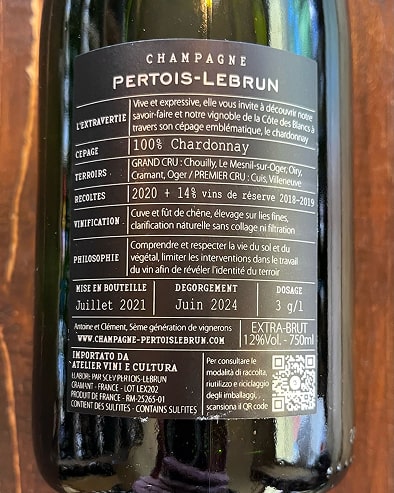 CHAMPAGNE
PERTOIS-LEBRUN
L'EXTRAVERTIE
Vive et expressive, elle vous invite à découvrir notre
savoir-faire et notre vignoble de la Côte des Blancs à
travers son cépage emblématique, le chardonnay
CEPAGE
100% Chardonnay
TERROIRS
GRAND CRU : Chouilly, Le Mesnil-sur-Oger, Oiry,
Cramant, Oger / PREMIER CRU : Cuis, Villeneuve
RECOLTES
2020 + 14% vins de réserve 2018-2019
VINIFICATION
Cuve et fût de chêne, élevage sur lies fines,
clarification naturelle sans collage ni filtration
PHILOSOPHIE
Comprendre et respecter la vie du sol et du
végétal, limiter les interventions dans le travail
du vin afin de révéler l'identité du terroir
MISE EN BOUTEILLE DEGORGEMENT DOSAGE
Juillet 2021 Juin 2024 3 g/l
Antoine et Clément, 5ème génération de vignerons
WWW.CHAMPAGNE-PERTOISLEBRUN.COM
EXTRA-BRUT
12%Vol. - 750ml
IMPORTATO DA
ATELIER VINI E CULTURA
ELABORÉ PAR SCEV PERTOIS-LEBRUN
CRAMANT - FRANCE - LOT LEX202
PRODUIT DE FRANCE - RM-25265-01
CONTIENT DES SULFITES - CONTAINS SULFITES
Per consultare le
modalità di raccolta,
riutilizzo e riciclaggio
degli imballaggi,
scansiona il QR code